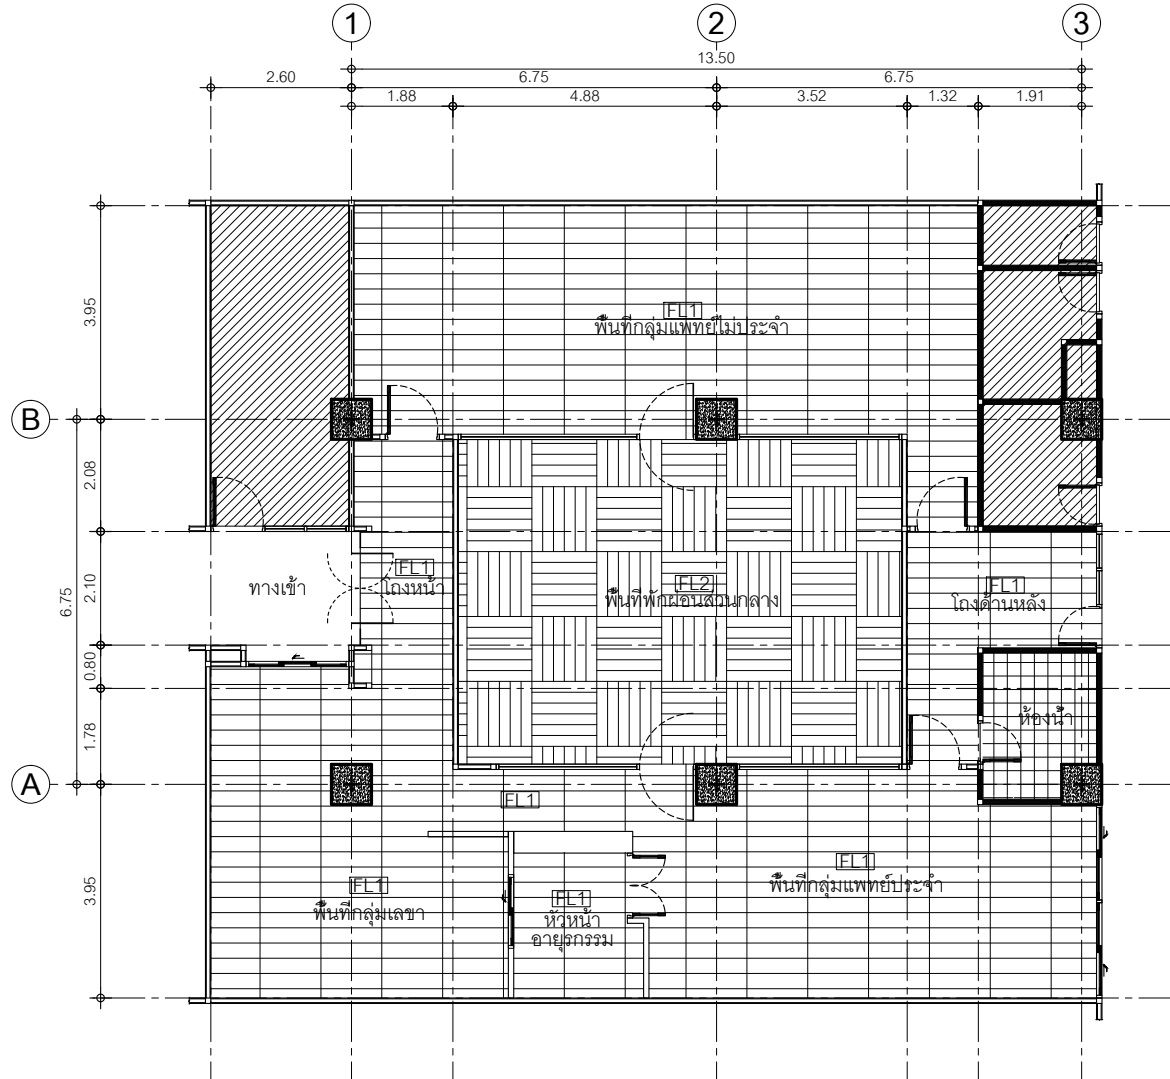 1
2
3
13.50
2.60
6.75
6.75
1.88
4.88
3.52
1.32
1.91
3.95
FL1
พื้นที่กลุ่มแพทย์ไม่ประจำ
B
2.08
6.75
2.10
ทางเข้า
FL1
โถงหน้า
FL2
พื้นที่พักผ่อนส่วนกลาง
FL1
โถงด้านหลัง
0.80
ห้องน้ำ
1.78
A
FL1
3.95
FL1
พื้นที่กลุ่มเลขา
FL1
หัวหน้า
อายุรกรรม
FL1
พื้นที่กลุ่มแพทย์ประจำ